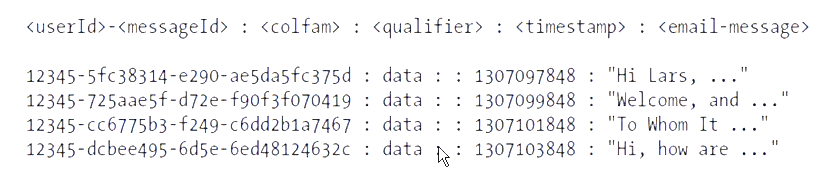 <userId>-<messageId> : <colfam> : <qualifier> : <timestamp> : <email-message>
12345-5fc38314-e290-ae5da5fc375d : data : : 1307097848 : "Hi Lars, ..."
12345-725aae5f-d72e-f90f3f070419 : data : : 1307099848 : "Welcome, and ..."
12345-cc6775b3-f249-c6dd2b1a7467 : data : : 1307101848 : "To Whom It ..."
12345-dcbee495-6d5e-6ed48124632c : data : : 1307103848 : "Hi, how are ..."